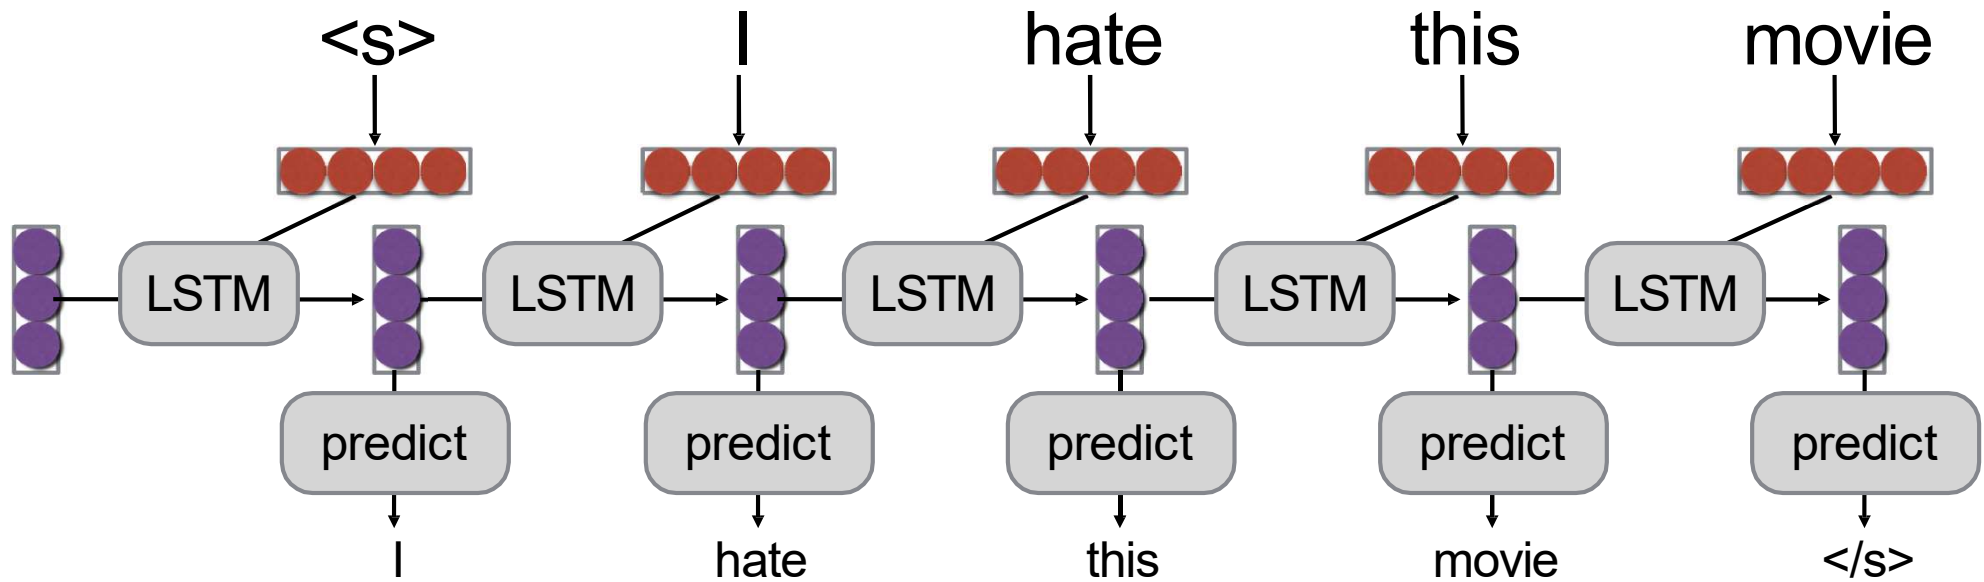 <s> I hate this movie
LSTM LSTM LSTM LSTM LSTM
predict predict predict predict predict
I hate this movie </s>